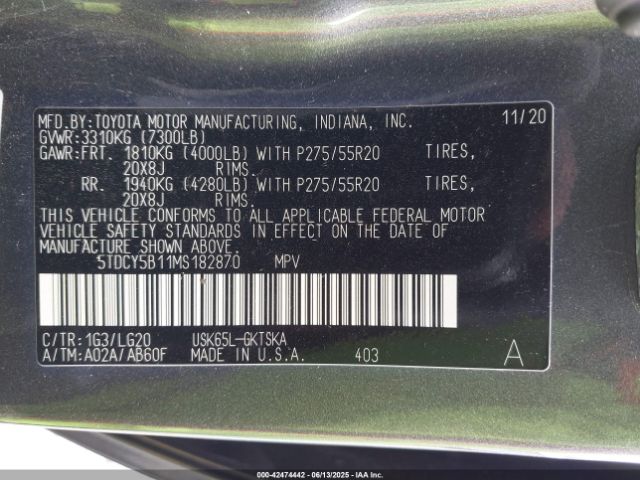 MFD.BY:TOYOTA MOTOR MANUFACTURING, INDIANA, INC. 11/20
GVWR:3310KG (7300LB)
GAWR:FRT. 1810KG (4000LB) WITH P275/55R20 TIRES,
20X8J RIMS.
RR. 1940KG (4280LB) WITH P275/55R20 TIRES,
20X8J RIMS.
THIS VEHICLE CONFORMS TO ALL APPLICABLE FEDERAL MOTOR
VEHICLE SAFETY STANDARDS IN EFFECT ON THE DATE OF
MANUFACTURE SHOWN ABOVE.
5TDCY5B11MS182870 MPV
C/TR:1G3/LG20 USK65L-GKTSKA
A/TM:A02A/AB60F MADE IN U.S.A. 403 A
000-42474442 - 06/13/2025 - IAA Inc.